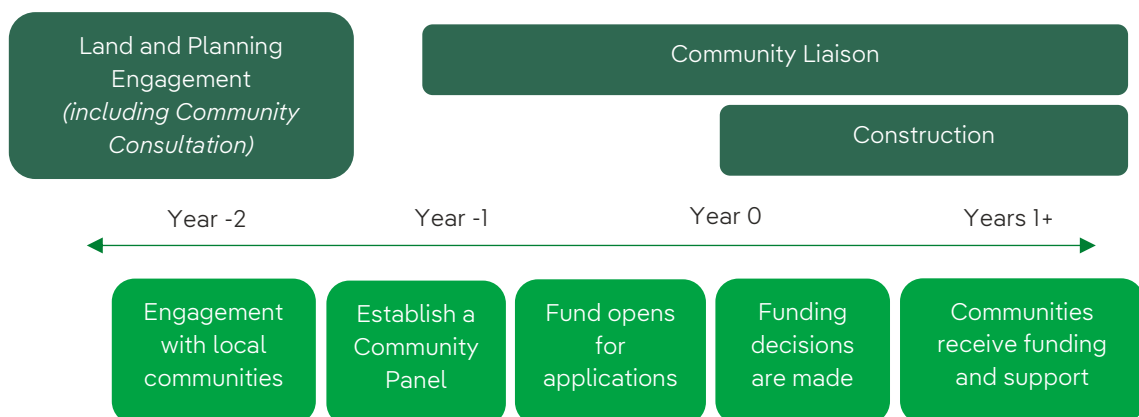 Land and Planning
Engagement
(including Community
Consultation)
Community Liaison
Construction
Year -2
Year -1
Year 0
Years 1+
Engagement
with local
communities
Establish a
Community
Panel
Fund opens
for
applications
Funding
decisions
are made
Communities
receive funding
and support